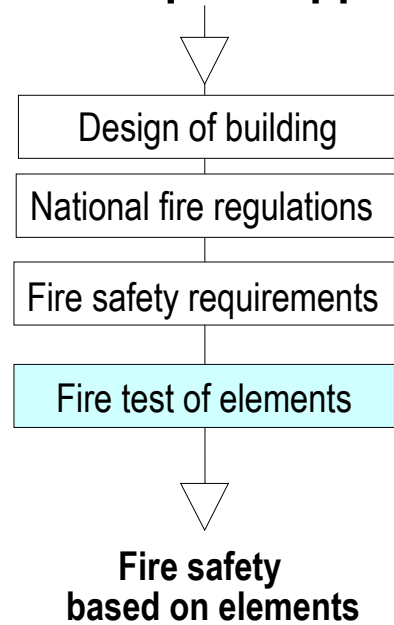 Design of building
National fire regulations
Fire safety requirements
Fire test of elements
Fire safety
based on elements